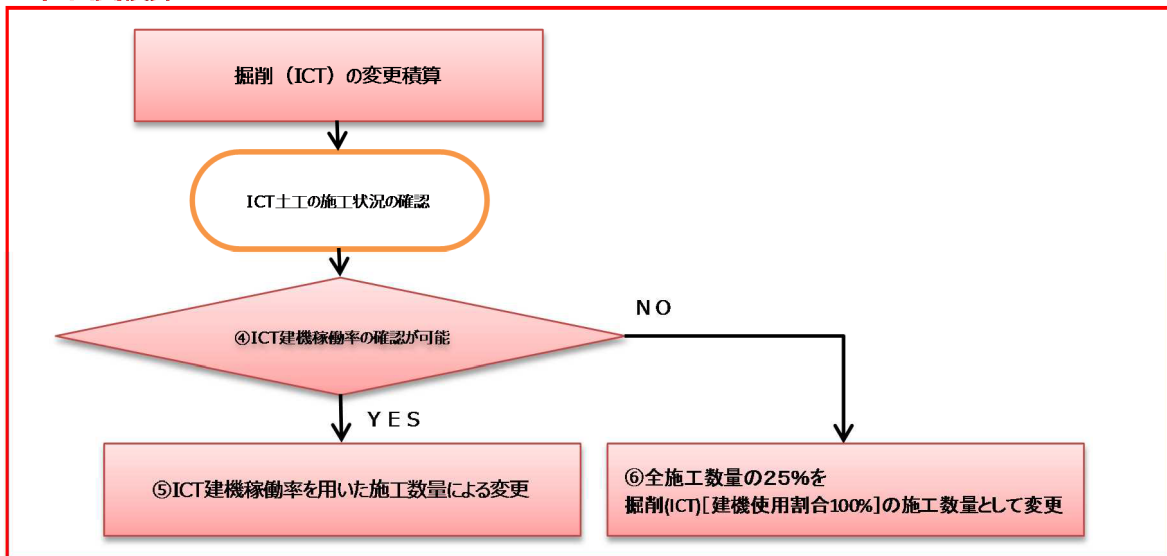 掘削（ICT）の変更積算
ICT土工の施工状況の確認
④ICT建機稼働率の確認が可能
NO
YES
⑤ICT建機稼働率を用いた施工数量による変更
⑥全施工数量の25%を
掘削(ICT)[建機使用割合100%]の施工数量として変更